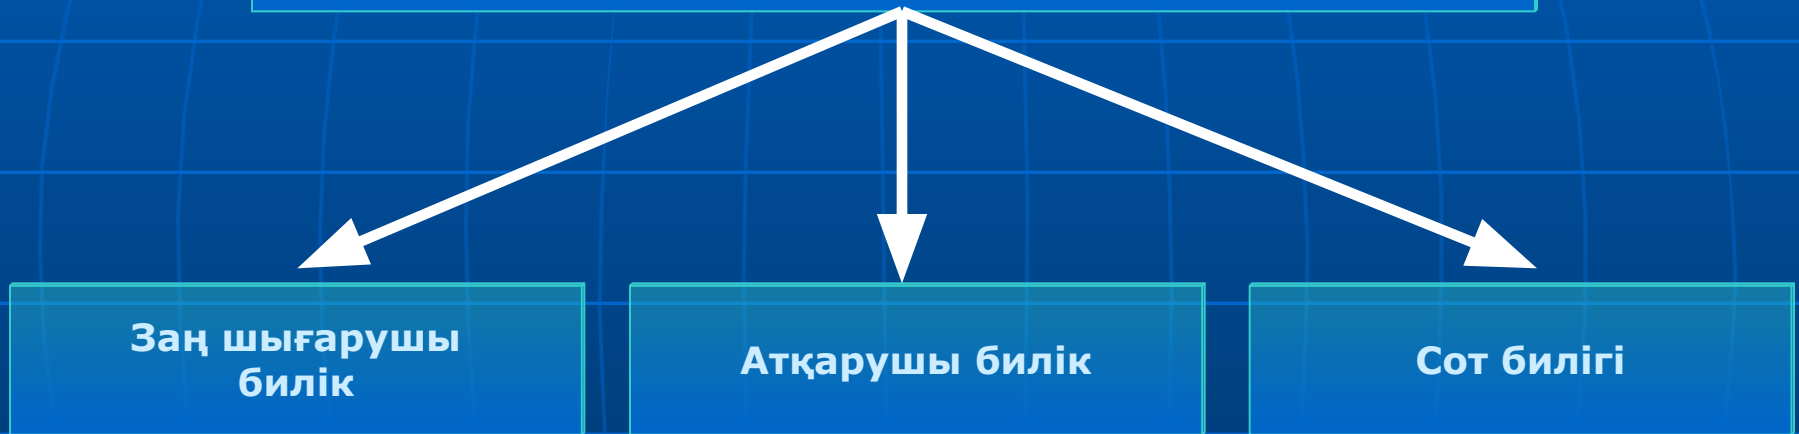 Заң шығарушы
билік
Атқарушы билік
Сот билігі